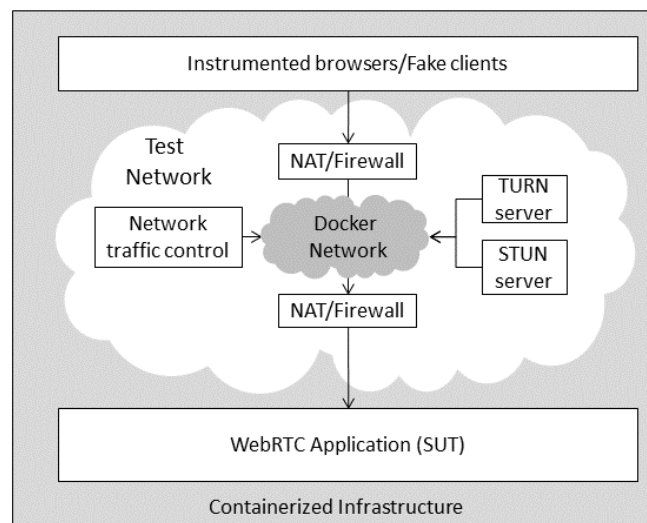 Instrumented browsers/Fake clients
Test
Network
NAT/Firewall
TURN
server
Network
traffic control
Docker
Network
STUN
server
NAT/Firewall
WebRTC Application (SUT)
Containerized Infrastructure